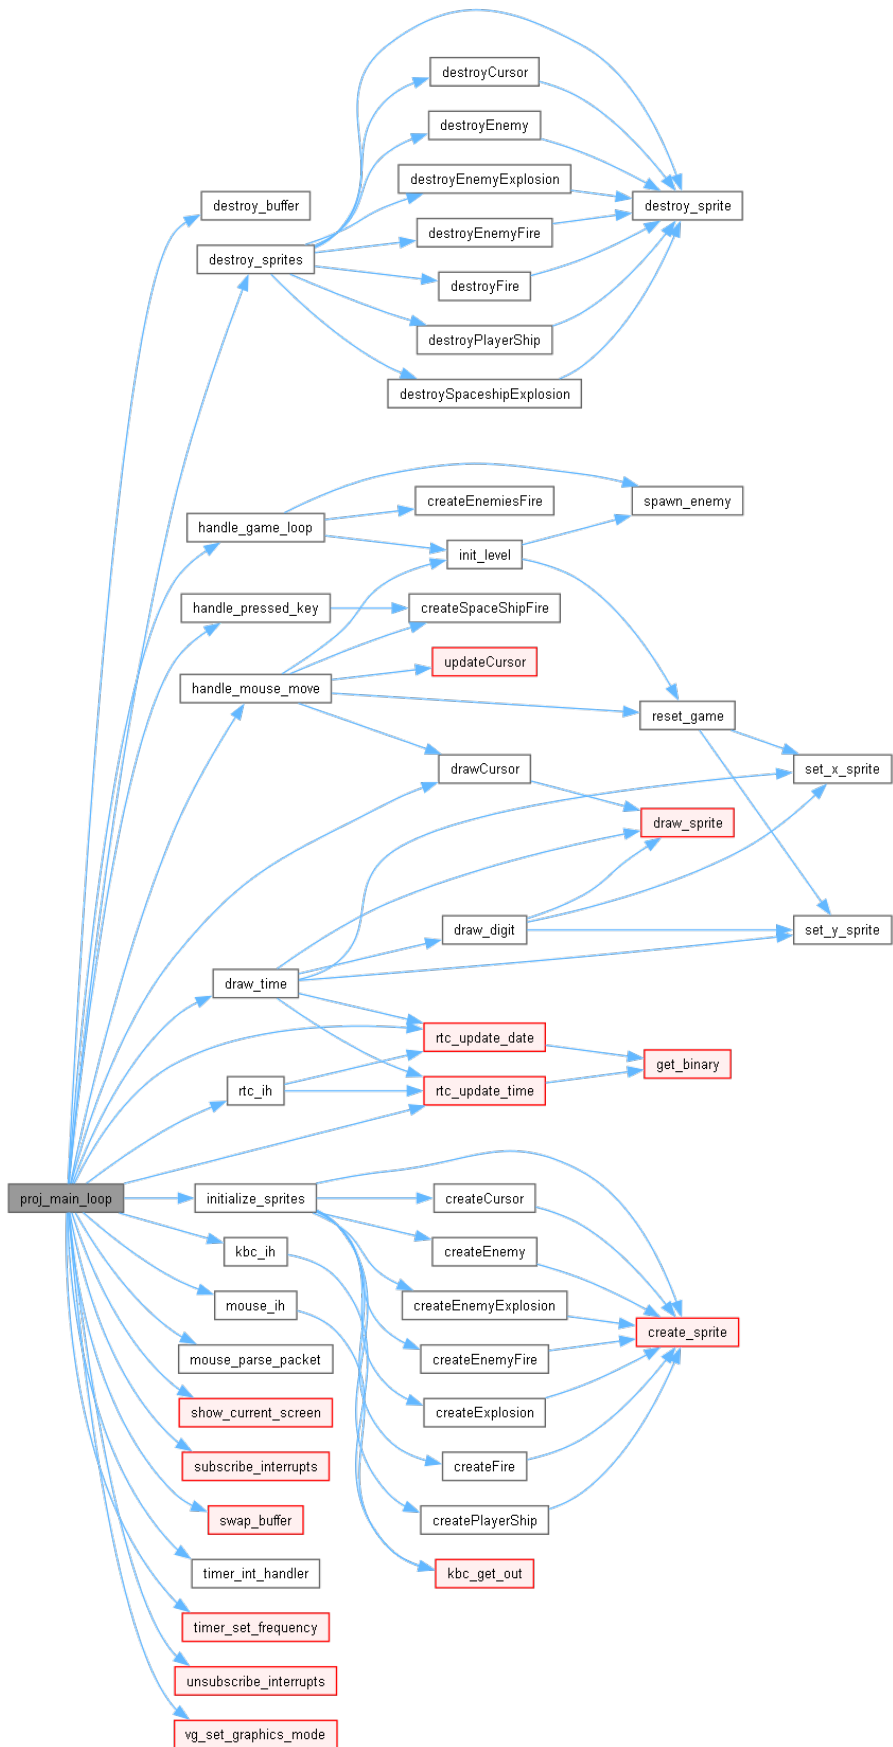 destroyCursor
destroyEnemy
destroyEnemyExplosion
destroy_buffer
destroy_sprite
destroyEnemyFire
destroy_sprites
destroyFire
destroyPlayerShip
destroySpaceshipExplosion
createEnemiesFire
spawn_enemy
handle_game_loop
init_level
handle_pressed_key
createSpaceShipFire
updateCursor
handle_mouse_move
reset_game
drawCursor
set_x_sprite
draw_sprite
draw_digit
set_y_sprite
draw_time
rtc_update_date
get_binary
rtc_ih
rtc_update_time
proj_main_loop
initialize_sprites
createCursor
kbc_ih
createEnemy
mouse_ih
createEnemyExplosion
create_sprite
mouse_parse_packet
createEnemyFire
show_current_screen
createExplosion
subscribe_interrupts
createFire
swap_buffer
createPlayerShip
timer_int_handler
kbc_get_out
timer_set_frequency
unsubscribe_interrupts
vg_set_graphics_mode